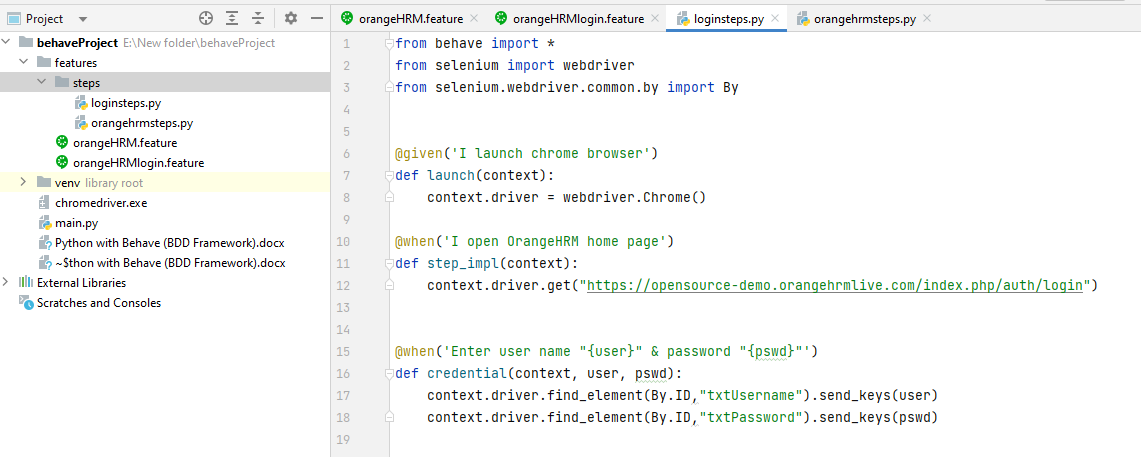 Project
behaveProject E:\New folder\behaveProject
features
steps
loginsteps.py
orangehrmsteps.py
orangeHRM.feature
orangeHRMlogin.feature
venv library root
chromedriver.exe
main.py
Python with Behave (BDD Framework).docx
~$thon with Behave (BDD Framework).docx
External Libraries
Scratches and Consoles
orangeHRM.feature orangeHRMlogin.feature loginsteps.py orangehrmsteps.py
1 from behave import *
2 from selenium import webdriver
3 from selenium.webdriver.common.by import By
4
5
6 @given('I launch chrome browser')
7 def launch(context):
8 context.driver = webdriver.Chrome()
9
10 @when('I open OrangeHRM home page')
11 def step_impl(context):
12 context.driver.get("https://opensource-demo.orangehrmlive.com/index.php/auth/login")
13
14
15 @when('Enter user name "{user}" & password "{pswd}"')
16 def credential(context, user, pswd):
17 context.driver.find_element(By.ID,"txtUsername").send_keys(user)
18 context.driver.find_element(By.ID,"txtPassword").send_keys(pswd)
19